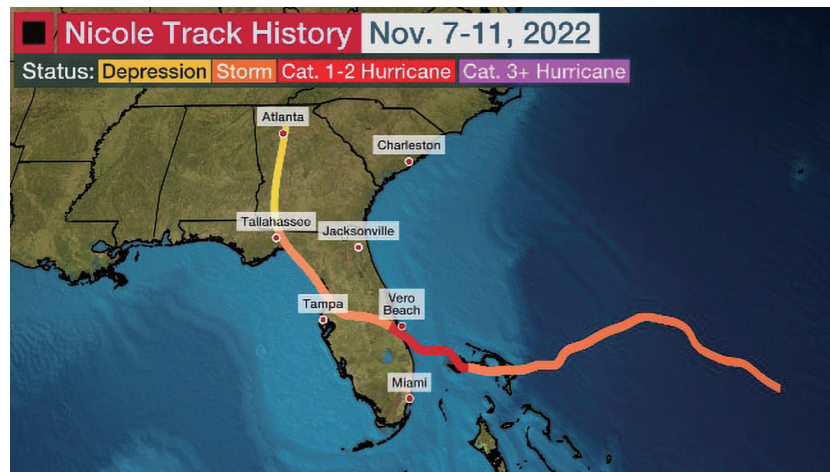 Nicole Track History Nov. 7-11, 2022
Status: Depression Storm Cat. 1-2 Hurricane Cat. 3+ Hurricane
Atlanta
Charleston
Tallahassee
Jacksonville
Tampa
Vero
Beach
Miami